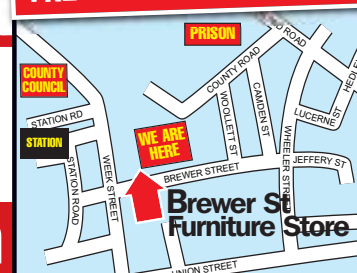 PRISON
ROAD
COUNTY ROAD
COUNTY
COUNCIL
STATION RD
STATION
WE ARE
HERE
WOOLLETT ST
CAMDEN ST
LUCERNE ST
WHEELER STREET
JEFFERY ST
STATION ROAD
WEEK STREET
BREWER STREET
Brewer St
Furniture Store
UNION STREET